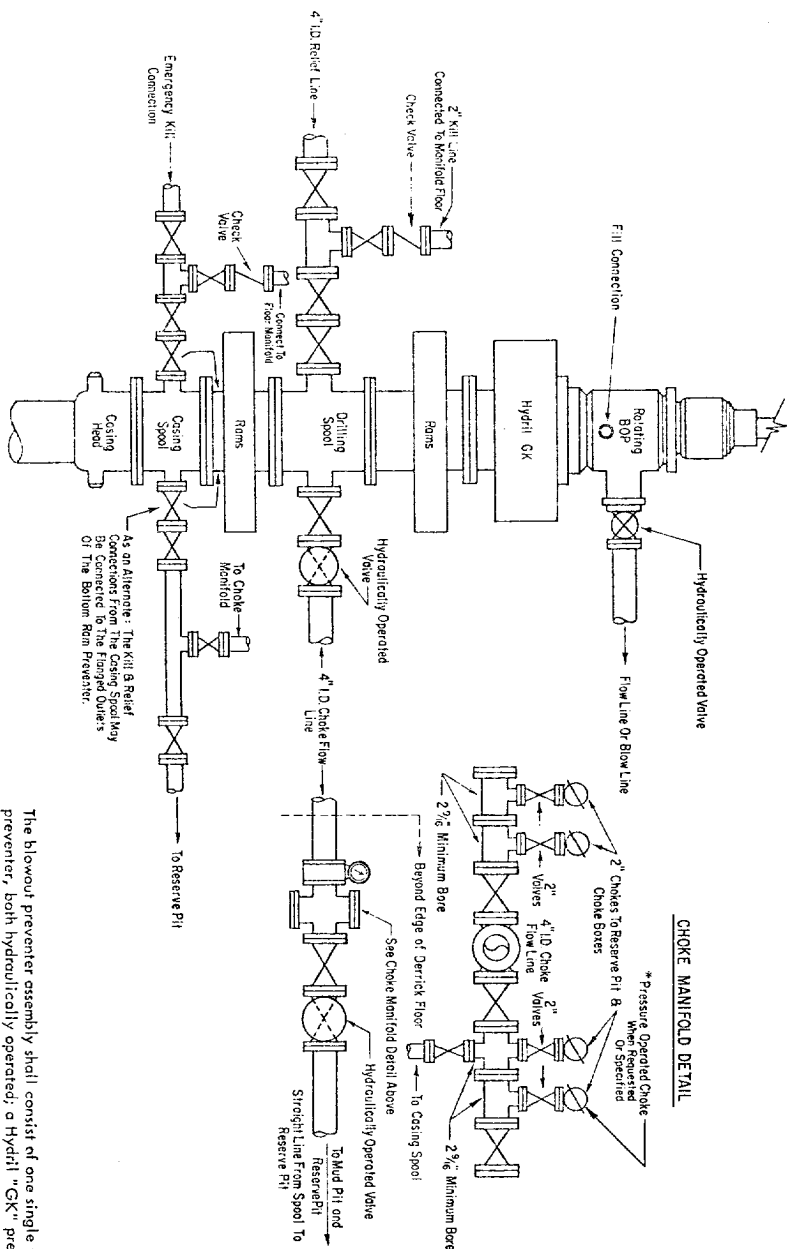 4" I.D. Relief Line
2" Kill Line
Connected To Manifold Floor
Check Valve
Emergency Kill
Connection
Check
Valve
Connect To
Floor Manifold
Fill Connection
Rotating
BOP
Hydril GK
Rams
Drilling
Spool
Rams
Casing
Spool
Casing
Head
Hydraulically Operated Valve
Flow Line Or Blow Line
Hydraulically Operated
Valve
4" I.D. Choke Flow
Line
To Choke
Manifold
As an Alternate: The Kill & Relief
Connections From The Casing Spool May
Be Connected To The Flanged Outlets
Of The Bottom Ram Preventer.
To Reserve Pit
CHOKE MANIFOLD DETAIL
*Pressure Operated Choke
When Requested
Or Specified
2" Chokes To Reserve Pit &
Choke Boxes
2"
Valves
4" I.D. Choke
Flow Line
2"
Valves
2 9/16" Minimum Bore
2 9/16" Minimum Bore
To Casing Spool
Beyond Edge of Derrick Floor
See Choke Manifold Detail Above
Hydraulically Operated Valve
To Mud Pit and
Reserve Pit
Straight Line From Spool To
Reserve Pit
The blowout preventer assembly shall consist of one single
preventer, both hydraulically operated; a Hydril "GK" pre